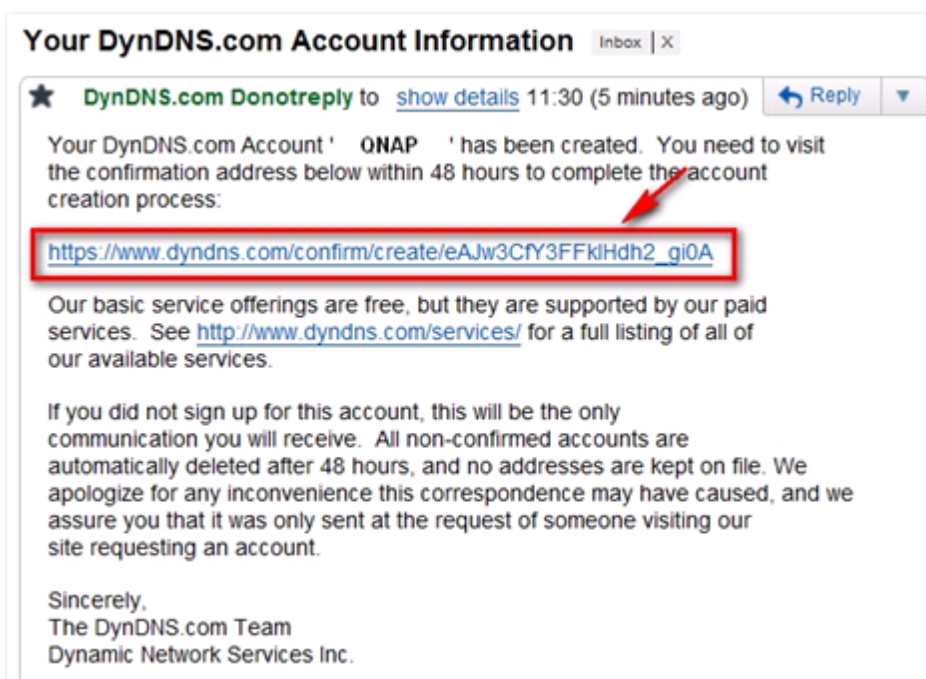 Your DynDNS.com Account Information Inbox | X
DynDNS.com Donotreply to show details 11:30 (5 minutes ago) Reply
Your DynDNS.com Account ' QNAP ' has been created. You need to visit
the confirmation address below within 48 hours to complete the account
creation process:
https://www.dyndns.com/confirm/create/eAJw3CfY3FFklHdh2_gi0A
Our basic service offerings are free, but they are supported by our paid
services. See http://www.dyndns.com/services/ for a full listing of all of
our available services.
If you did not sign up for this account, this will be the only
communication you will receive. All non-confirmed accounts are
automatically deleted after 48 hours, and no addresses are kept on file. We
apologize for any inconvenience this correspondence may have caused, and we
assure you that it was only sent at the request of someone visiting our
site requesting an account.
Sincerely,
The DynDNS.com Team
Dynamic Network Services Inc.